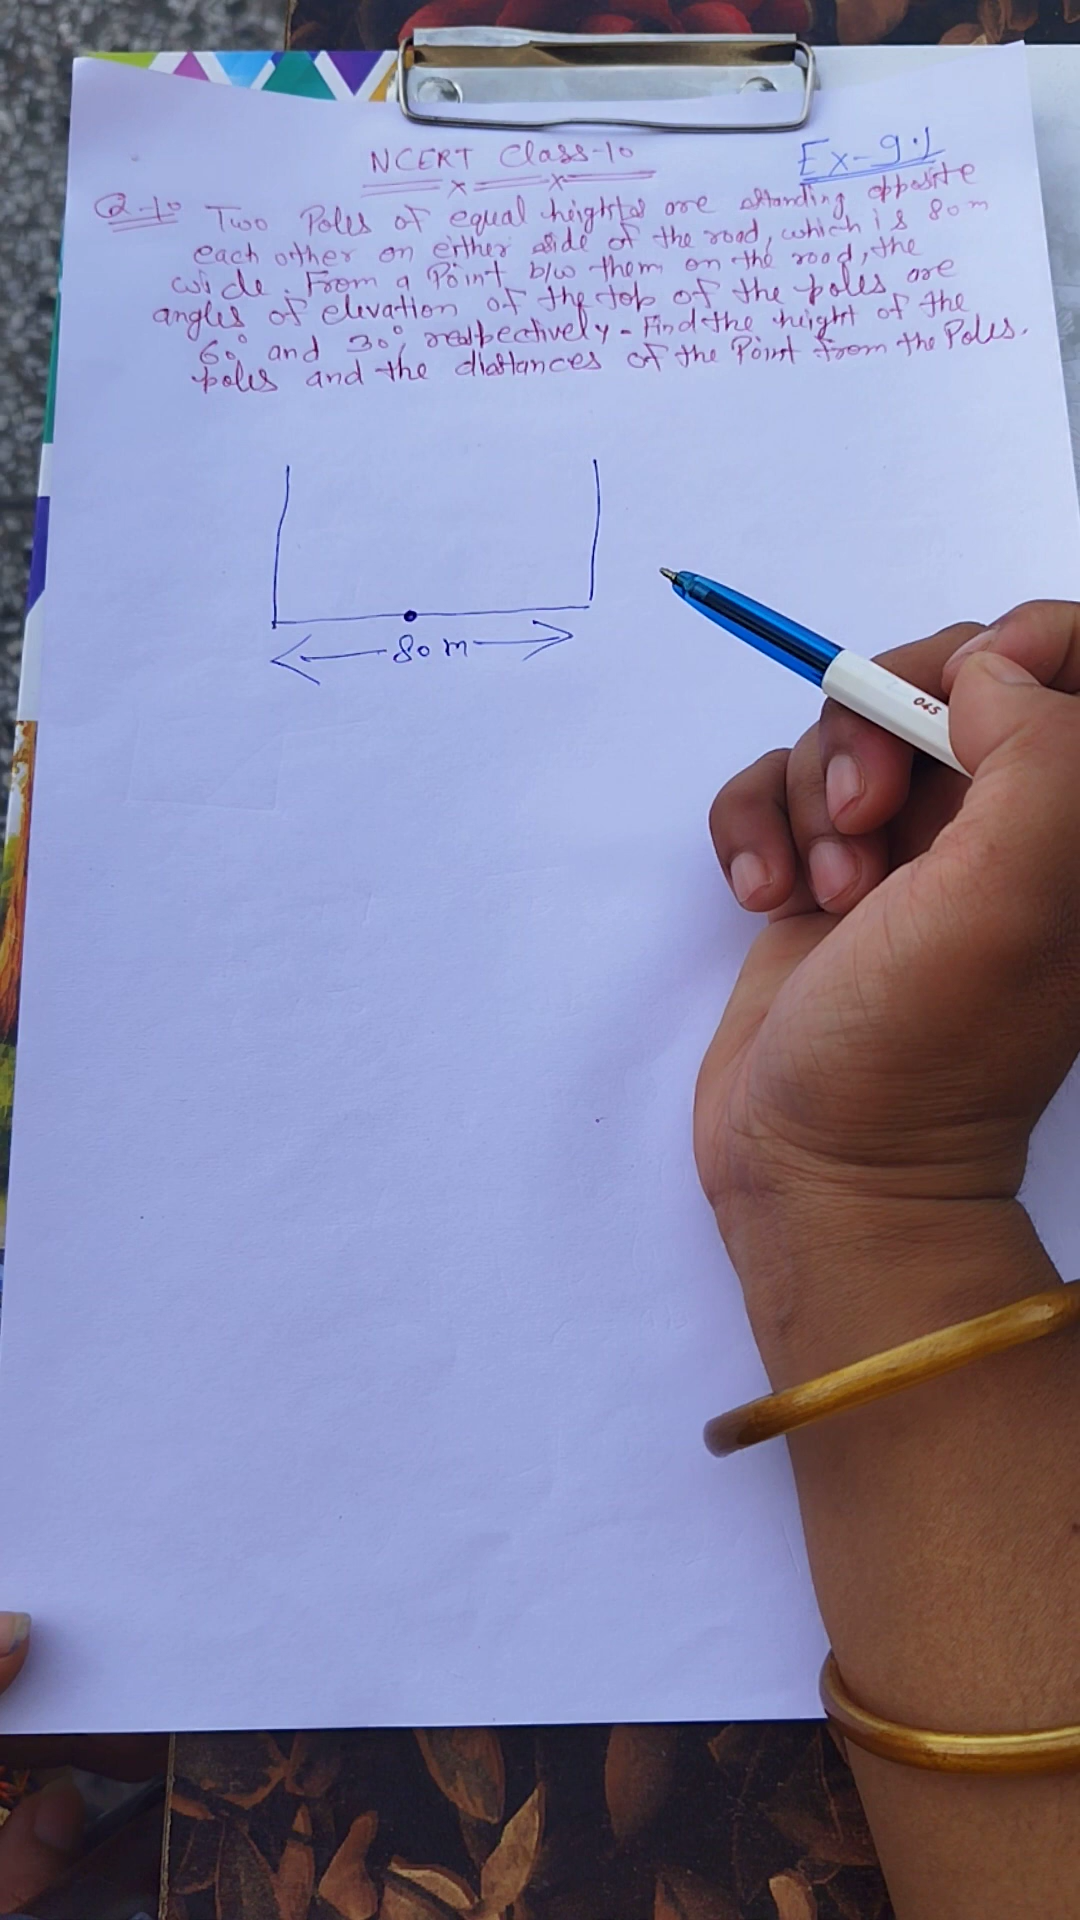 NCERT Class-10
Ex-9.1
Q-10 Two Poles of equal heights are standing opposite
each other on either side of the road, which is 80m
wide. From a Point b/w them on the road, the
angles of elevation of the top of the poles are
60° and 30°, respectively. Find the height of the
poles and the distances of the Point from the Poles.
80 m
045